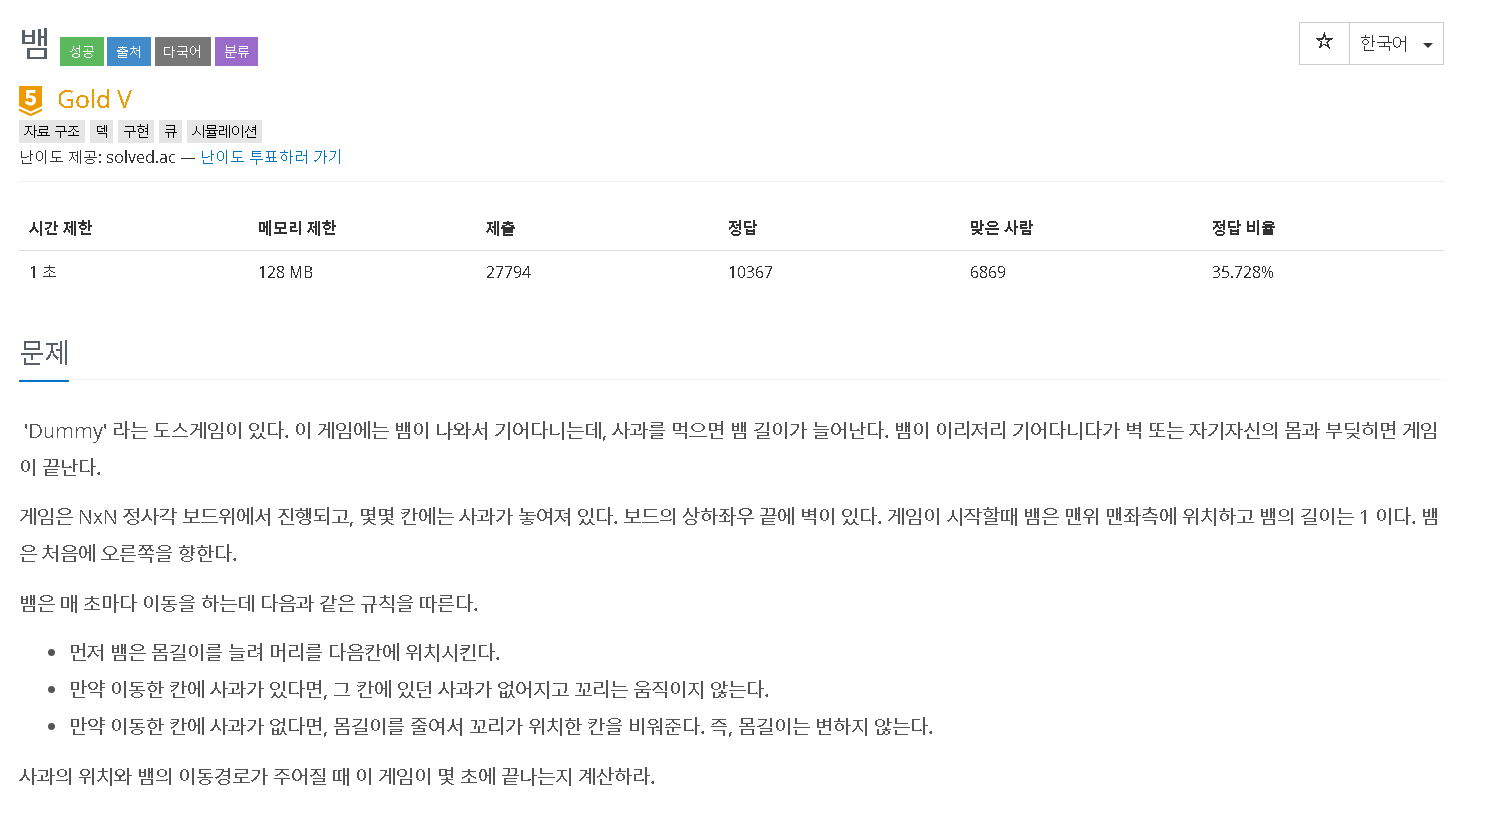 뱀 성공 출처 다국어 분류
한국어
5 Gold V
자료 구조 덱 구현 큐 시뮬레이션
난이도 제공: solved.ac — 난이도 투표하러 가기
시간 제한 메모리 제한 제출 정답 맞은 사람 정답 비율
1 초 128 MB 27794 10367 6869 35.728%
문제
'Dummy' 라는 도스게임이 있다. 이 게임에는 뱀이 나와서 기어다니는데, 사과를 먹으면 뱀 길이가 늘어난다. 뱀이 이리저리 기어다니다가 벽 또는 자기자신의 몸과 부딪히면 게임
이 끝난다.
게임은 NxN 정사각 보드위에서 진행되고, 몇몇 칸에는 사과가 놓여져 있다. 보드의 상하좌우 끝에 벽이 있다. 게임이 시작할때 뱀은 맨위 맨좌측에 위치하고 뱀의 길이는 1 이다. 뱀
은 처음에 오른쪽을 향한다.
뱀은 매 초마다 이동을 하는데 다음과 같은 규칙을 따른다.
• 먼저 뱀은 몸길이를 늘려 머리를 다음칸에 위치시킨다.
• 만약 이동한 칸에 사과가 있다면, 그 칸에 있던 사과가 없어지고 꼬리는 움직이지 않는다.
• 만약 이동한 칸에 사과가 없다면, 몸길이를 줄여서 꼬리가 위치한 칸을 비워준다. 즉, 몸길이는 변하지 않는다.
사과의 위치와 뱀의 이동경로가 주어질 때 이 게임이 몇 초에 끝나는지 계산하라.